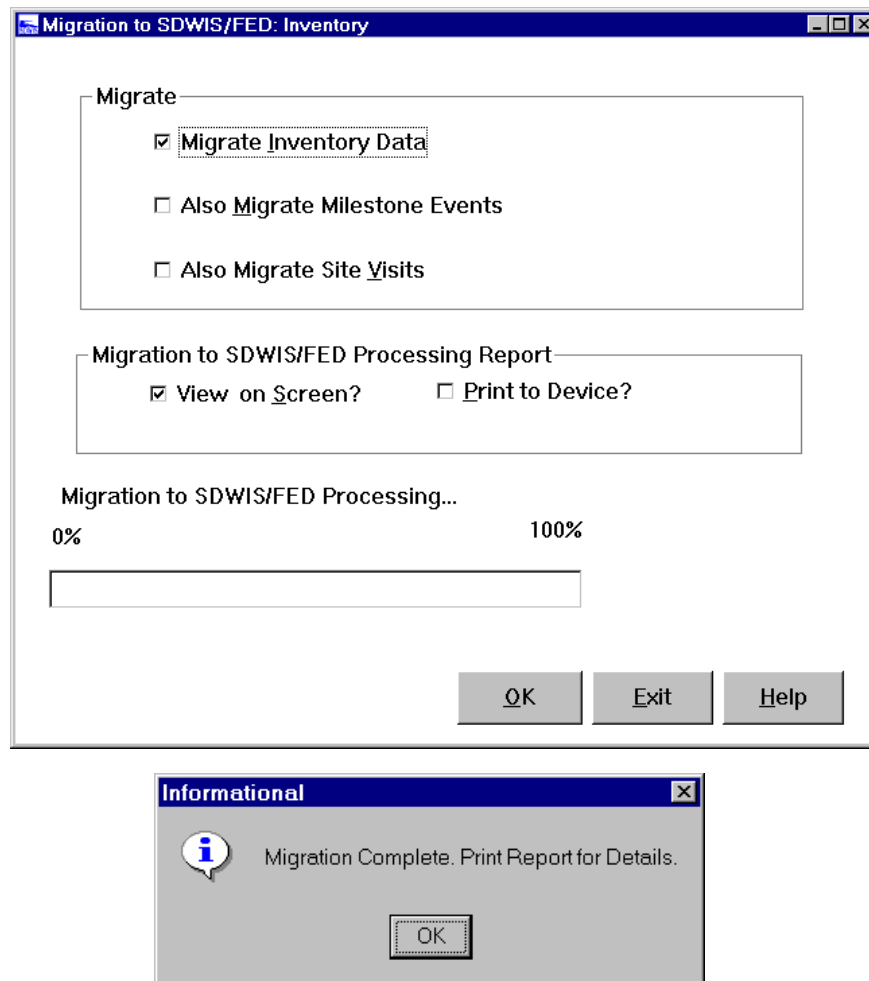 Migration to SDWIS/FED: Inventory
Migrate
Migrate Inventory Data
Also Migrate Milestone Events
Also Migrate Site Visits
Migration to SDWIS/FED Processing Report
View on Screen? Print to Device?
Migration to SDWIS/FED Processing...
0% 100%
OK Exit Help
Informational
Migration Complete. Print Report for Details.
OK